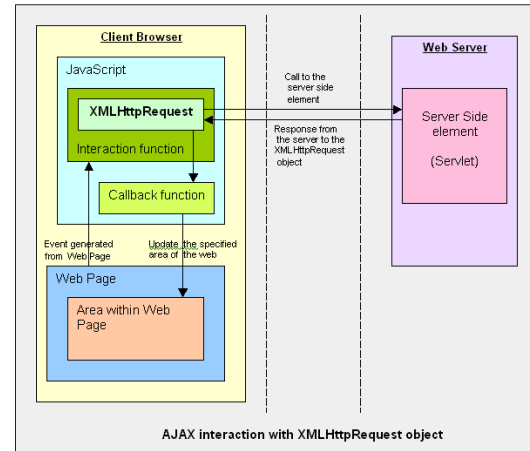 Client Browser
JavaScript
XMLHttpRequest
Interaction function
Callback function
Event generated
from Web Page
Update the specified
area of the web
Web Page
Area within Web
Page
Call to the
server side
element
Response from
the server to the
XMLHttpRequest
object
Web Server
Server Side
element
(Servlet)
AJAX interaction with XMLHttpRequest object